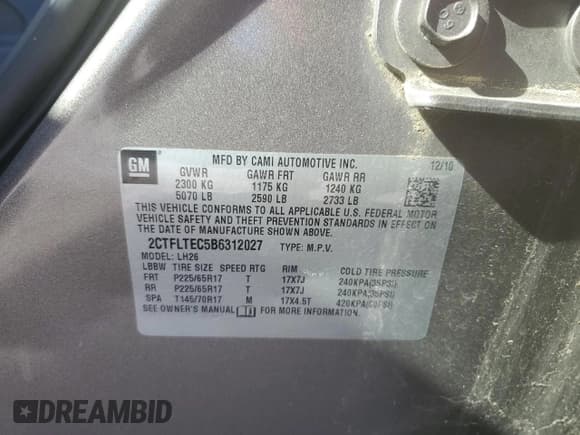 GM
MFD BY CAMI AUTOMOTIVE INC. 12/10
GVWR GAWR FRT GAWR RR
2300 KG 1175 KG 1240 KG
5070 LB 2590 LB 2733 LB
THIS VEHICLE CONFORMS TO ALL APPLICABLE U.S. FEDERAL MOTOR
VEHICLE SAFETY AND THEFT PREVENTION STANDARDS IN EFFECT ON
THE DATE OF MANUFACTURE SHOWN ABOVE.
2CTFLTEC5B6312027 TYPE: M.P.V.
MODEL: LH26
LBBW TIRE SIZE SPEED RTG RIM COLD TIRE PRESSURE
FRT P225/65R17 T 17X7J 240KPA(35PSI)
RR P225/65R17 T 17X7J 240KPA(35PSI)
SPA T145/70R17 M 17X4.5T 420KPA(60PSI)
SEE OWNER'S MANUAL FOR MORE INFORMATION.
AUTOBIDMASTER